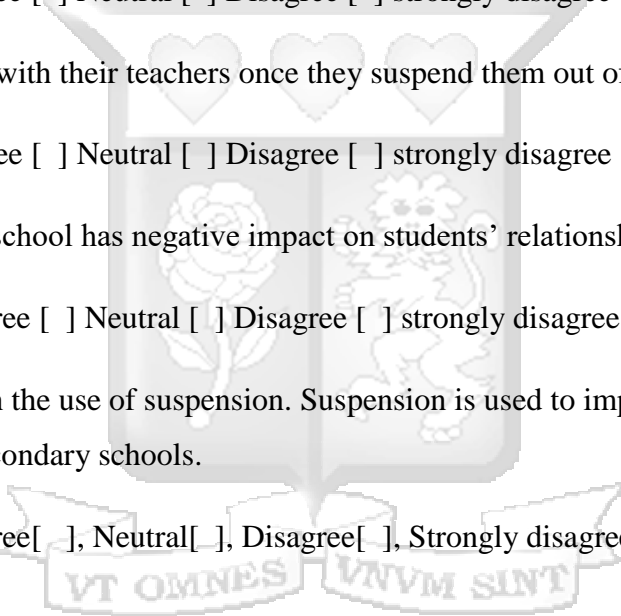 ee [ ] Neutral [ ] Disagree [ ] strongly disagree
with their teachers once they suspend them out of
ee [ ] Neutral [ ] Disagree [ ] strongly disagree
school has negative impact on students’ relationsh
ree [ ] Neutral [ ] Disagree [ ] strongly disagree
the use of suspension. Suspension is used to imp
condary schools.
ree[ ], Neutral[ ], Disagree[ ], Strongly disagree
VT OMNES VNVM SINT